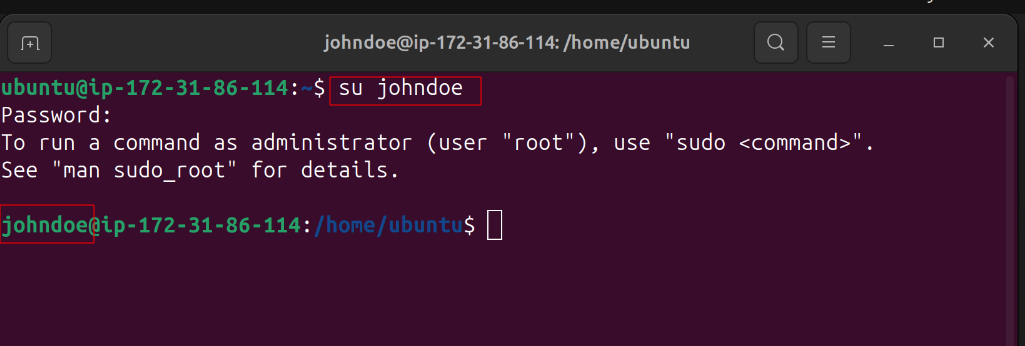 johndoe@ip-172-31-86-114: /home/ubuntu
ubuntu@ip-172-31-86-114:~$ su johndoe
Password:
To run a command as administrator (user "root"), use "sudo <command>".
See "man sudo_root" for details.
johndoe@ip-172-31-86-114:/home/ubuntu$